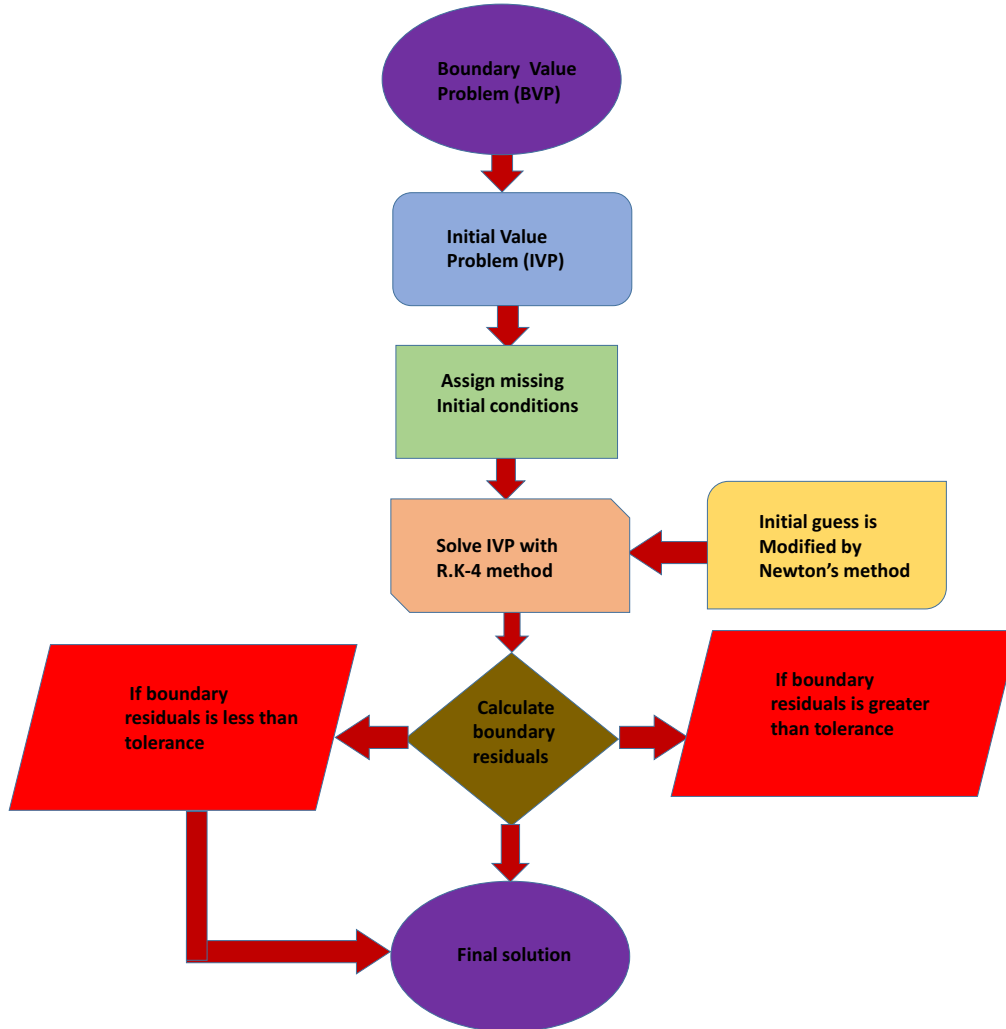 Boundary Value
Problem (BVP)
Initial Value
Problem (IVP)
Assign missing
Initial conditions
Solve IVP with
R.K-4 method
Initial guess is
Modified by
Newton’s method
If boundary
residuals is less than
tolerance
Calculate
boundary
residuals
If boundary
residuals is greater
than tolerance
Final solution